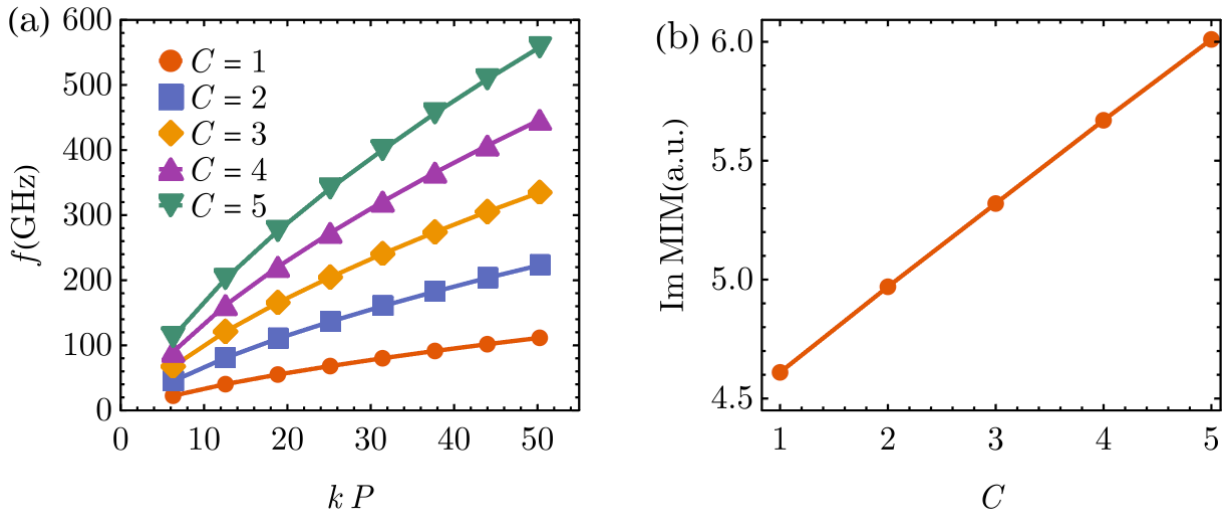 (a)
f(GHz)
600
500
400
300
200
100
0
C = 1
C = 2
C = 3
C = 4
C = 5
0 10 20 30 40 50
k P
(b)
Im MIM(a.u.)
6.0
5.5
5.0
4.5
1 2 3 4 5
C